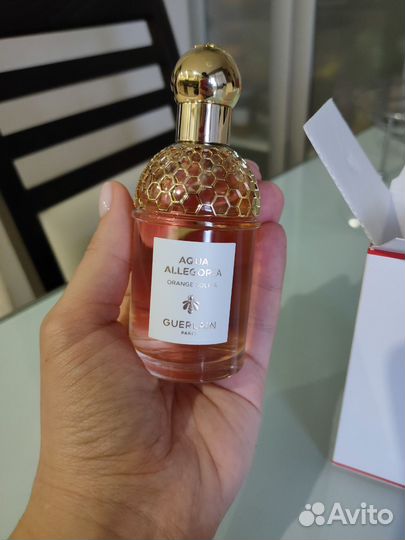 AQUA
ALLEGORIA
ORANGE SOLEIA
GUERLAIN
PARIS
Avito